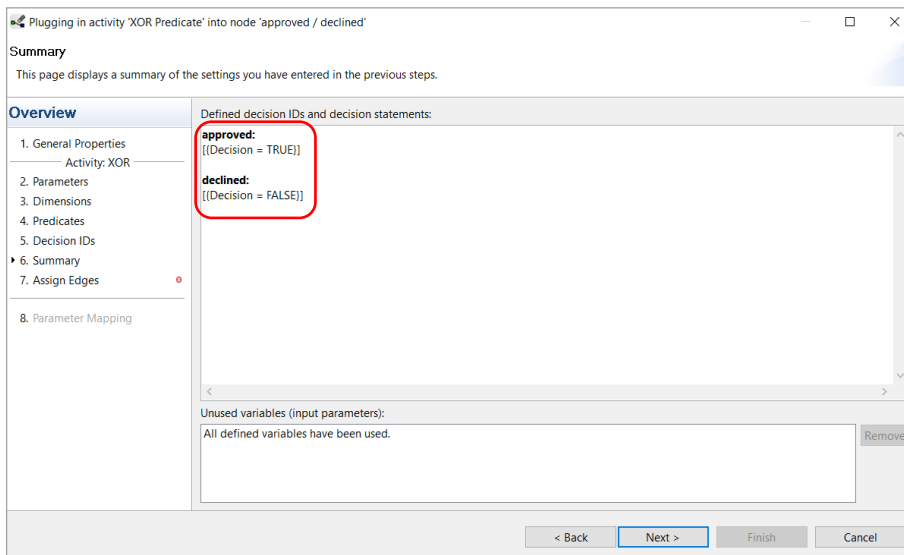 Plugging in activity 'XOR Predicate' into node 'approved / declined'
Summary
This page displays a summary of the settings you have entered in the previous steps.
Overview
1. General Properties
Activity: XOR
2. Parameters
3. Dimensions
4. Predicates
5. Decision IDs
6. Summary
7. Assign Edges
8. Parameter Mapping
Defined decision IDs and decision statements:
approved:
[{Decision = TRUE}]
declined:
[{Decision = FALSE}]
Unused variables (input parameters):
All defined variables have been used.
Remove
< Back
Next >
Finish
Cancel